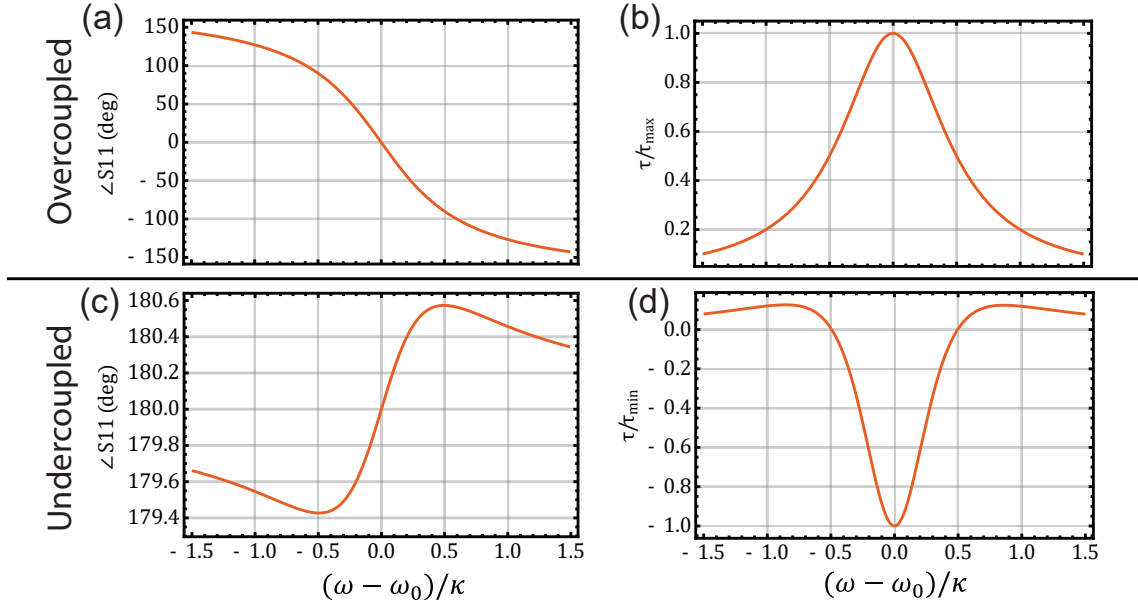 Overcoupled
(a)
∠S11 (deg)
150
100
50
0
- 50
- 100
- 150
(b)
τ/τmax
1.0
0.8
0.6
0.4
0.2
Undercoupled
(c)
∠S11 (deg)
180.6
180.4
180.2
180.0
179.8
179.6
179.4
- 1.5 - 1.0 - 0.5 0.0 0.5 1.0 1.5
(ω − ω0)/κ
(d)
τ/τmin
0.0
- 0.2
- 0.4
- 0.6
- 0.8
- 1.0
- 1.5 - 1.0 - 0.5 0.0 0.5 1.0 1.5
(ω − ω0)/κ